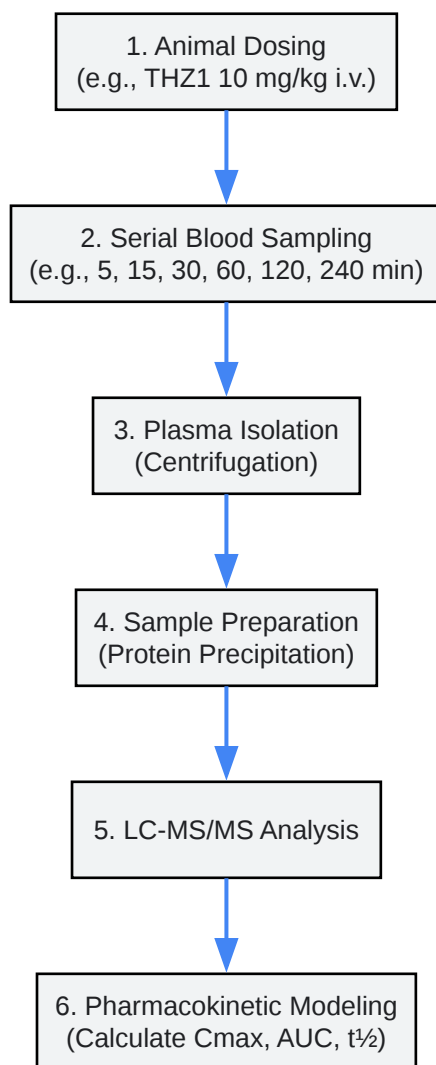 1. Animal Dosing
(e.g., THZ1 10 mg/kg i.v.)
2. Serial Blood Sampling
(e.g., 5, 15, 30, 60, 120, 240 min)
3. Plasma Isolation
(Centrifugation)
4. Sample Preparation
(Protein Precipitation)
5. LC-MS/MS Analysis
6. Pharmacokinetic Modeling
(Calculate Cmax, AUC, t½)